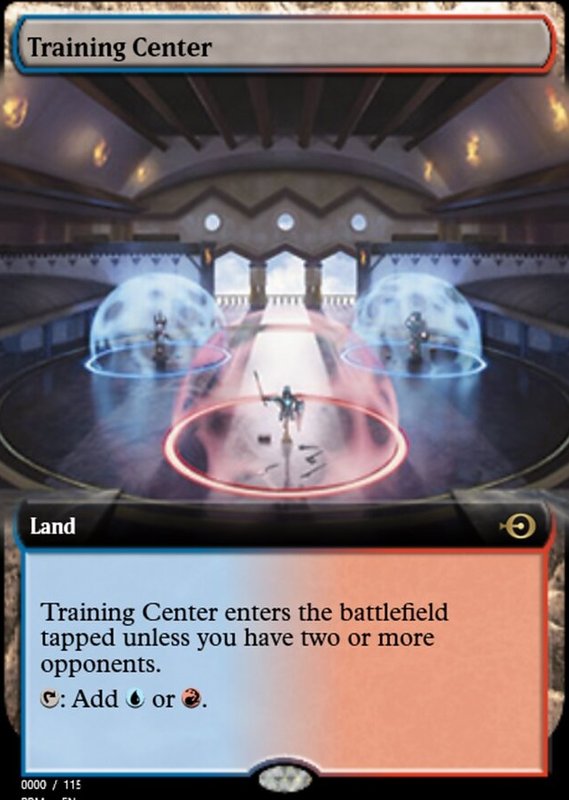 Training Center
Land
Training Center enters the battlefield
tapped unless you have two or more
opponents.
: Add or .
0000 / 115